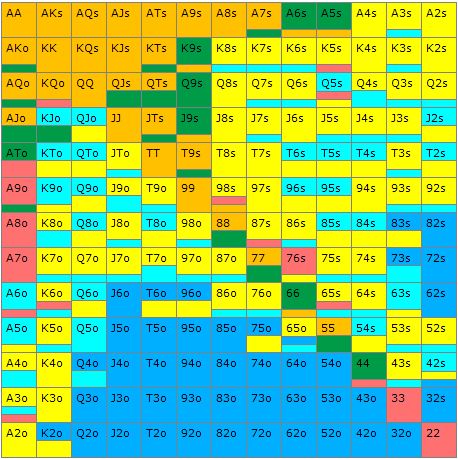 AA AKs AQs AJs ATs A9s A8s A7s A6s A5s A4s A3s A2s
AKo KK KQs KJs KTs K9s K8s K7s K6s K5s K4s K3s K2s
AQo KQo QQ QJs QTs Q9s Q8s Q7s Q6s Q5s Q4s Q3s Q2s
AJo KJo QJo JJ JTs J9s J8s J7s J6s J5s J4s J3s J2s
ATo KTo QTo JTo TT T9s T8s T7s T6s T5s T4s T3s T2s
A9o K9o Q9o J9o T9o 99 98s 97s 96s 95s 94s 93s 92s
A8o K8o Q8o J8o T8o 98o 88 87s 86s 85s 84s 83s 82s
A7o K7o Q7o J7o T7o 97o 87o 77 76s 75s 74s 73s 72s
A6o K6o Q6o J6o T6o 96o 86o 76o 66 65s 64s 63s 62s
A5o K5o Q5o J5o T5o 95o 85o 75o 65o 55 54s 53s 52s
A4o K4o Q4o J4o T4o 94o 84o 74o 64o 54o 44 43s 42s
A3o K3o Q3o J3o T3o 93o 83o 73o 63o 53o 43o 33 32s
A2o K2o Q2o J2o T2o 92o 82o 72o 62o 52o 42o 32o 22